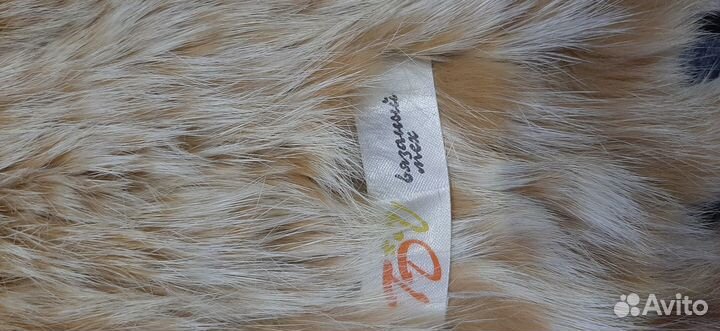 вязаный
мех
Avito